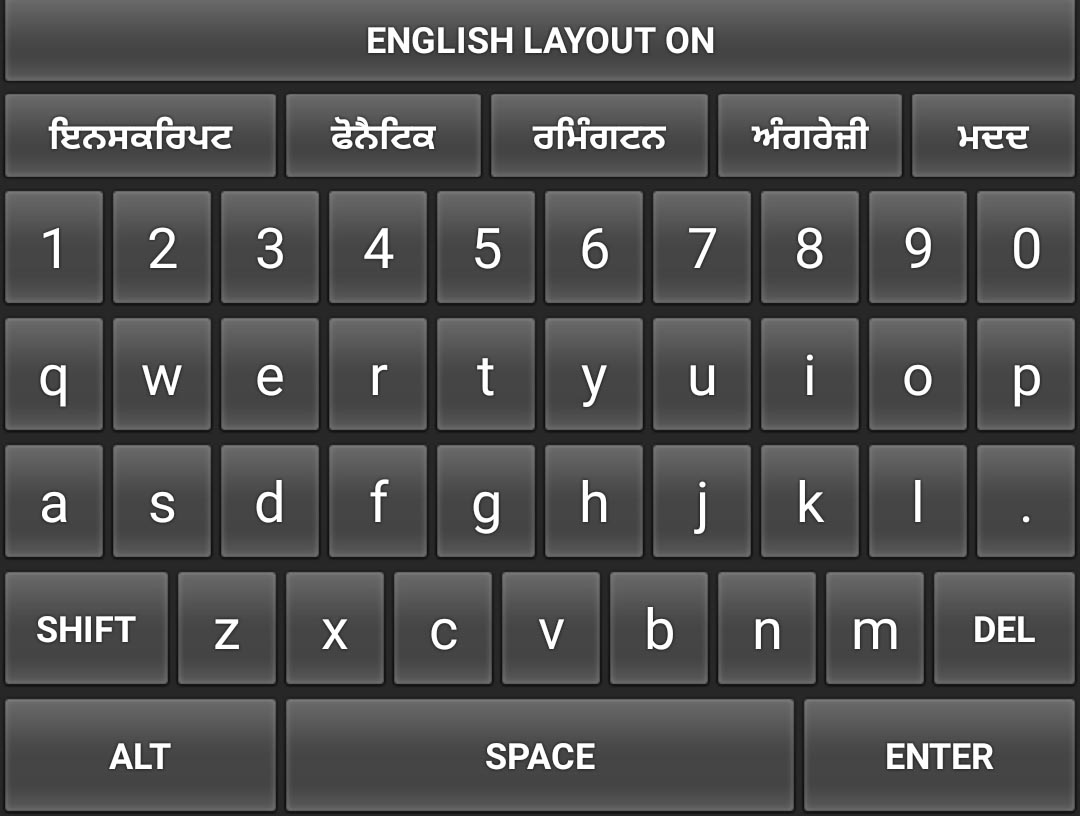 ENGLISH LAYOUT ON
ਇਨਸਕਰਿਪਟ ਫੋਨੈਟਿਕ ਰਮਿੰਗਟਨ ਅੰਗਰੇਜ਼ੀ ਮਦਦ
1 2 3 4 5 6 7 8 9 0
q w e r t y u i o p
a s d f g h j k l .
SHIFT z x c v b n m DEL
ALT SPACE ENTER